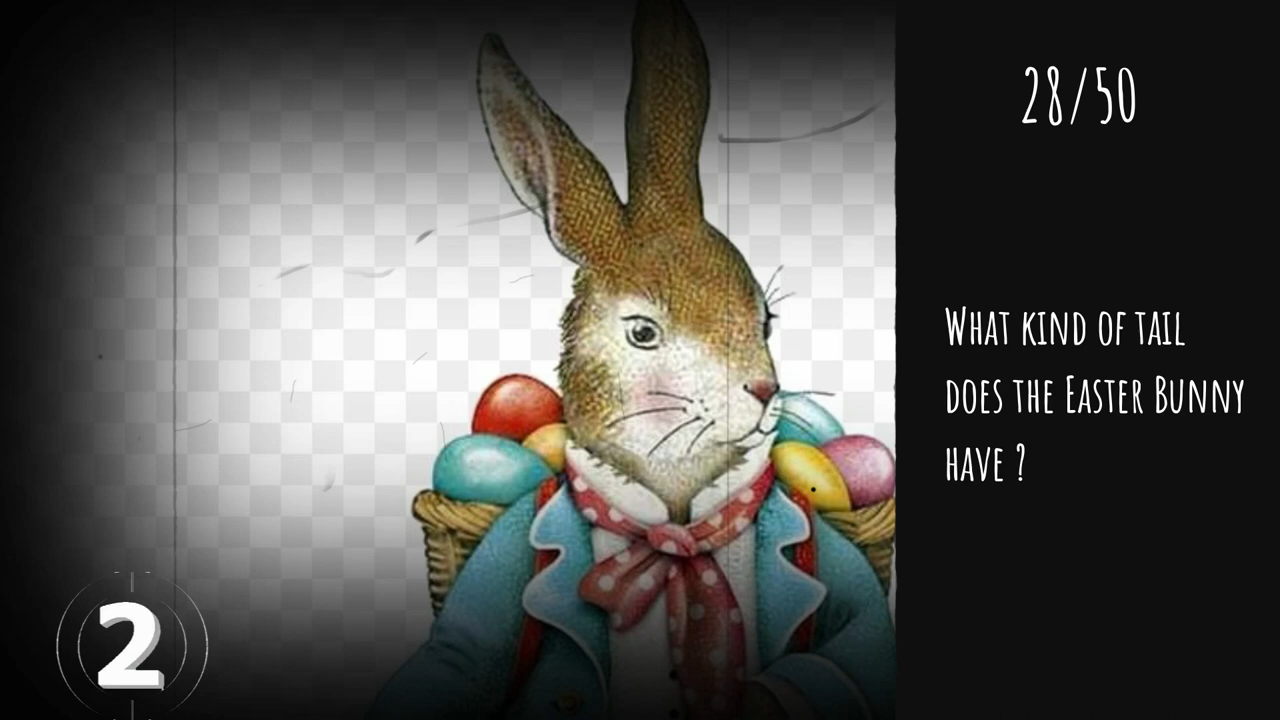 28/50
What kind of tail
does the Easter Bunny
have ?
2